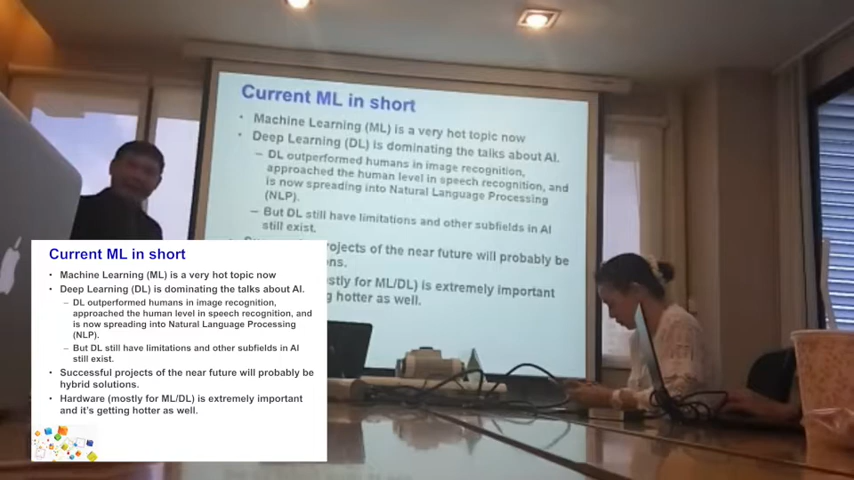 Current ML in short
• Machine Learning (ML) is a very hot topic now
• Deep Learning (DL) is dominating the talks about AI.
– DL outperformed humans in image recognition,
approached the human level in speech recognition, and
is now spreading into Natural Language Processing
(NLP).
– But DL still have limitations and other subfields in AI
still exist.
rojects of the near future will probably be
ns.
stly for ML/DL) is extremely important
g hotter as well.
Current ML in short
• Machine Learning (ML) is a very hot topic now
• Deep Learning (DL) is dominating the talks about AI.
– DL outperformed humans in image recognition,
approached the human level in speech recognition, and
is now spreading into Natural Language Processing
(NLP).
– But DL still have limitations and other subfields in AI
still exist.
• Successful projects of the near future will probably be
hybrid solutions.
• Hardware (mostly for ML/DL) is extremely important
and it's getting hotter as well.